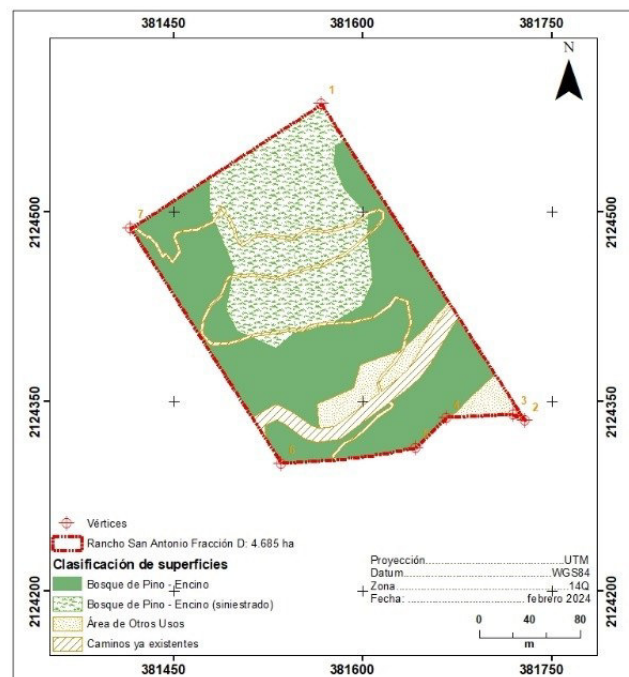 381450 381600 381750
N
1
2124500 2124500
7
2124350 2124350
3
2
4
6
Vértices
Rancho San Antonio Fracción D: 4.685 ha
Clasificación de superficies
Bosque de Pino - Encino
Bosque de Pino - Encino (siniestrado)
Área de Otros Usos
Caminos ya existentes
Proyección UTM
Datum WGS84
Zona 14Q
Fecha: febrero 2024
0 40 80
m
2124200 2124200
381450 381600 381750